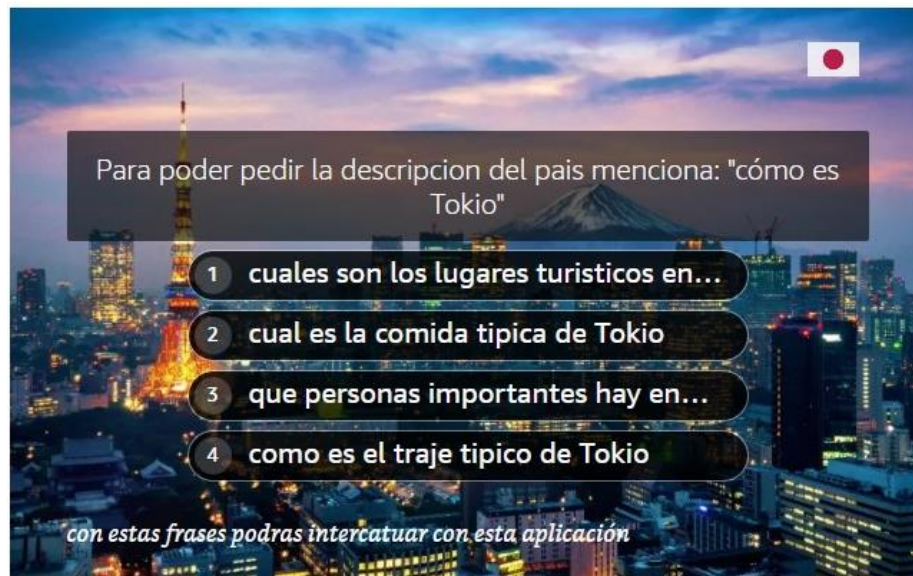 Para poder pedir la descripcion del pais menciona: "cómo es
Tokio"
1 cuales son los lugares turisticos en...
2 cual es la comida tipica de Tokio
3 que personas importantes hay en...
4 como es el traje tipico de Tokio
con estas frases podras intercatuar con esta aplicación